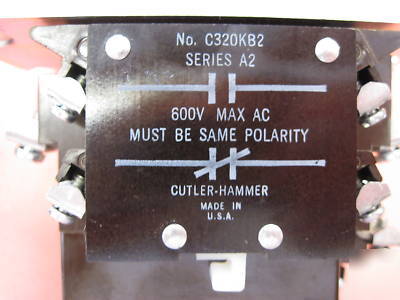 No. C320KB2
SERIES A2
600V MAX AC
MUST BE SAME POLARITY
CUTLER-HAMMER
MADE IN
U.S.A.